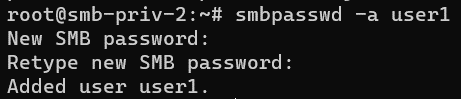 root@smb-priv-2:~# smbpasswd -a user1
New SMB password:
Retype new SMB password:
Added user user1.